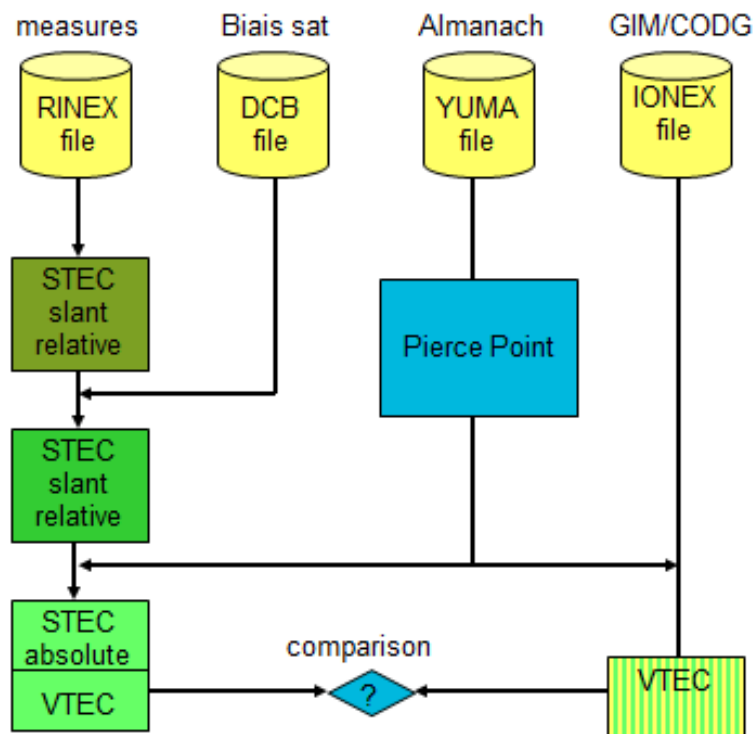 measures
Biais sat
Almanach
GIM/CODG
RINEX
file
DCB
file
YUMA
file
IONEX
file
STEC
slant
relative
Pierce Point
STEC
slant
relative
STEC
absolute
VTEC
comparison
?
VTEC